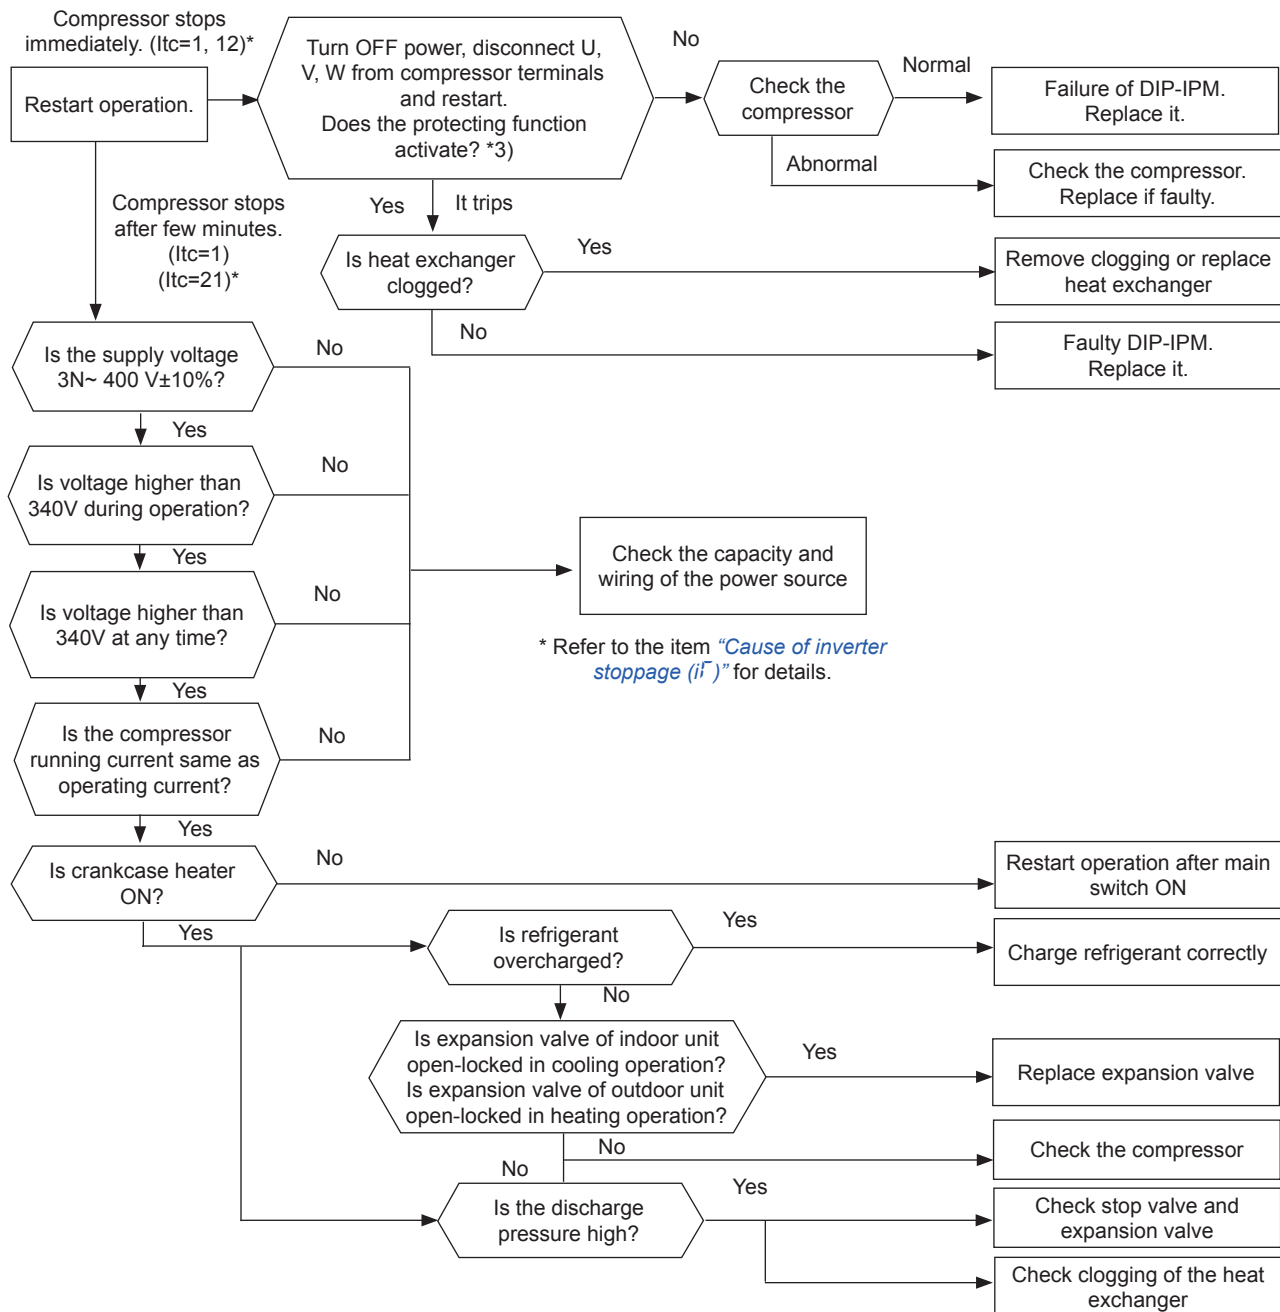 Compressor stops
immediately. (Itc=1, 12)*
Restart operation.
Turn OFF power, disconnect U,
V, W from compressor terminals
and restart.
Does the protecting function
activate? *3)
No
Check the
compressor
Normal
Failure of DIP-IPM.
Replace it.
Abnormal
Check the compressor.
Replace if faulty.
Yes
It trips
Compressor stops
after few minutes.
(Itc=1)
(Itc=21)*
Is heat exchanger
clogged?
Yes
Remove clogging or replace
heat exchanger
No
Faulty DIP-IPM.
Replace it.
Is the supply voltage
3N~ 400 V±10%?
No
Yes
Is voltage higher than
340V during operation?
No
Yes
Is voltage higher than
340V at any time?
No
Yes
Check the capacity and
wiring of the power source
* Refer to the item "Cause of inverter
stoppage ( )" for details.
Is the compressor
running current same as
operating current?
No
Yes
Is crankcase heater
ON?
No
Restart operation after main
switch ON
Yes
Is refrigerant
overcharged?
Yes
Charge refrigerant correctly
No
Is expansion valve of indoor unit
open-locked in cooling operation?
Is expansion valve of outdoor unit
open-locked in heating operation?
Yes
Replace expansion valve
No
Check the compressor
No
Is the discharge
pressure high?
Yes
Check stop valve and
expansion valve
Check clogging of the heat
exchanger